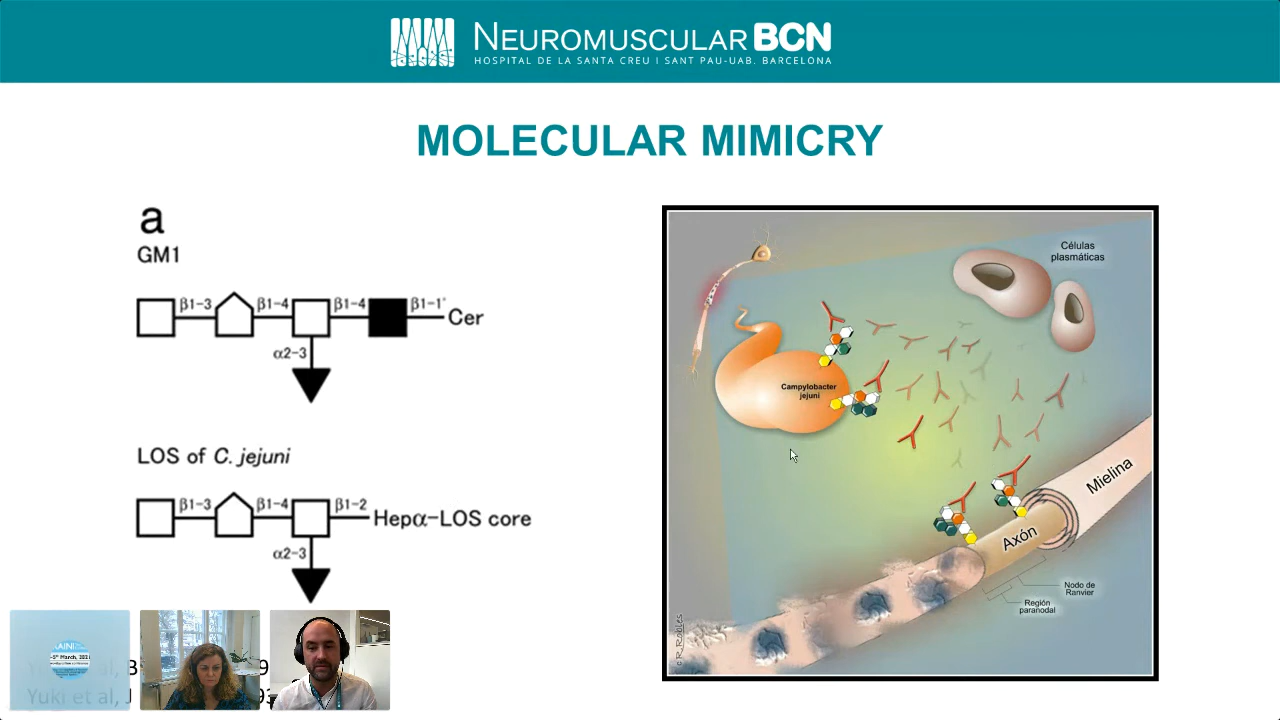 NEUROMUSCULAR BCN
HOSPITAL DE LA SANTA CREU I SANT PAU-UAB. BARCELONA
MOLECULAR MIMICRY
a
GM1
β1-3 β1-4 β1-4 β1-1' Cer
α2-3
LOS of C. jejuni
β1-3 β1-4 β1-2 Hepα-LOS core
α2-3
Células
plasmáticas
Campylobacter
jejuni
Mielina
Axón
Nodo de
Ranvier
Región
paranodal
© R. Robles
Yuki et al, J